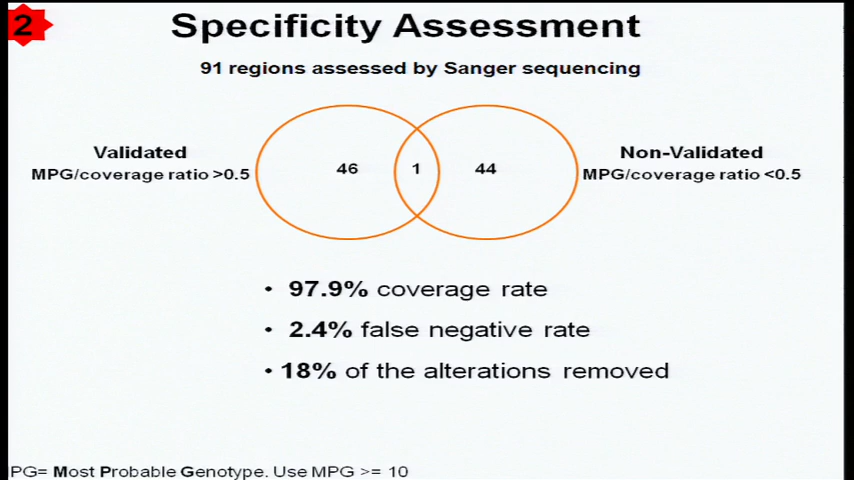 2
Specificity Assessment
91 regions assessed by Sanger sequencing
Validated
MPG/coverage ratio >0.5
46
1
44
Non-Validated
MPG/coverage ratio <0.5
• 97.9% coverage rate
• 2.4% false negative rate
• 18% of the alterations removed
PG= Most Probable Genotype. Use MPG >= 10